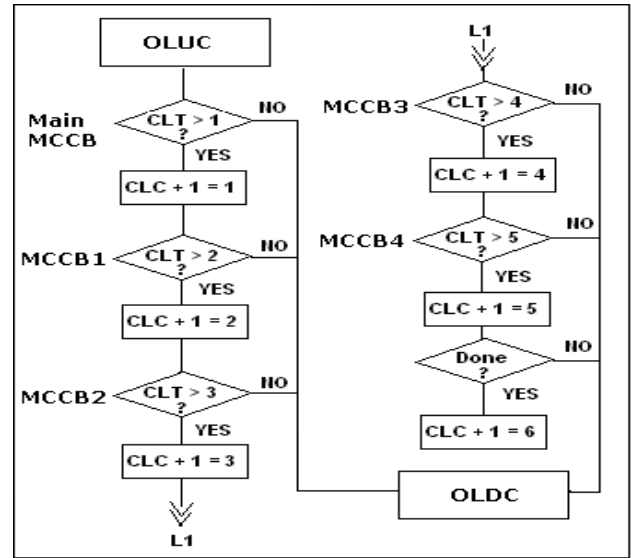 OLUC
Main
MCCB
CLT > 1
?
NO
YES
CLC + 1 = 1
MCCB1
CLT > 2
?
NO
YES
CLC + 1 = 2
MCCB2
CLT > 3
?
NO
YES
CLC + 1 = 3
L1
L1
MCCB3
CLT > 4
?
NO
YES
CLC + 1 = 4
MCCB4
CLT > 5
?
NO
YES
CLC + 1 = 5
Done
?
NO
YES
CLC + 1 = 6
OLDC